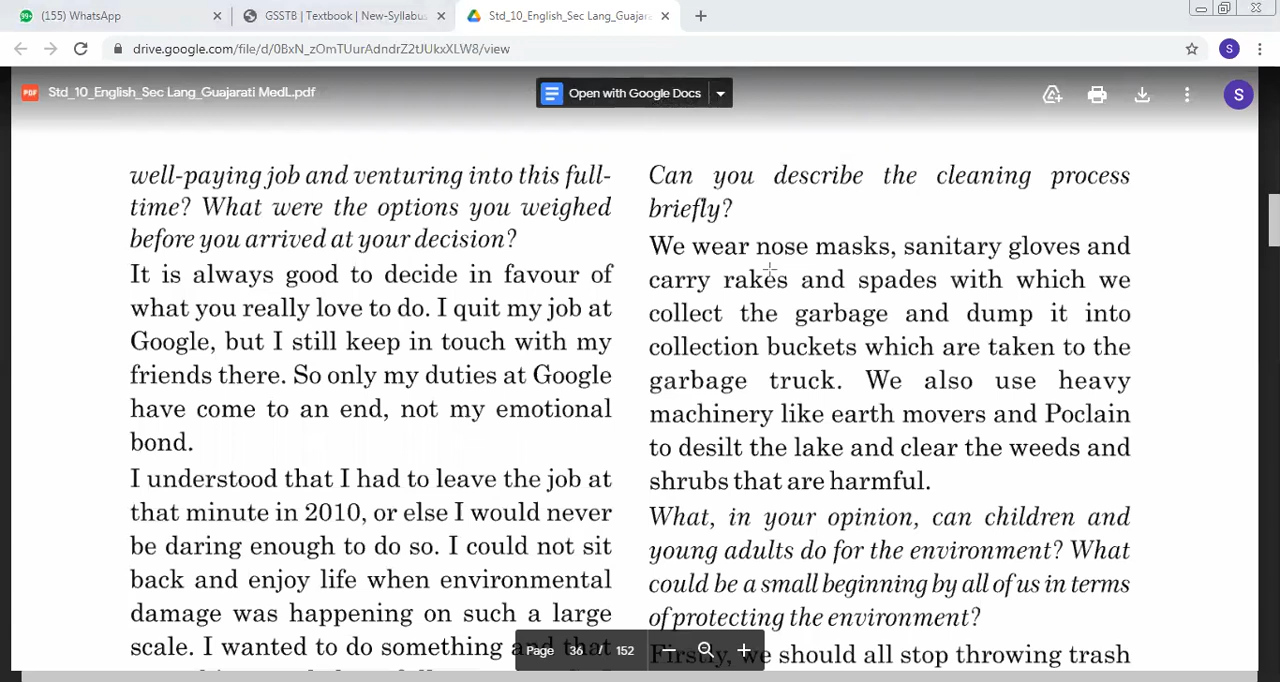 (155) WhatsApp
GSSTB | Textbook | New-Syllabus
Std_10_English_Sec Lang_Guajara
drive.google.com/file/d/0BxN_zOmTUurAdndrZ2tJUkxXLW8/view
S
PDF
Std_10_English_Sec Lang_Guajarati MedL.pdf
Open with Google Docs
S
well-paying job and venturing into this full-
time? What were the options you weighed
before you arrived at your decision?
It is always good to decide in favour of
what you really love to do. I quit my job at
Google, but I still keep in touch with my
friends there. So only my duties at Google
have come to an end, not my emotional
bond.
I understood that I had to leave the job at
that minute in 2010, or else I would never
be daring enough to do so. I could not sit
back and enjoy life when environmental
damage was happening on such a large
scale. I wanted to do something and that
Can you describe the cleaning process
briefly?
We wear nose masks, sanitary gloves and
carry rakes and spades with which we
collect the garbage and dump it into
collection buckets which are taken to the
garbage truck. We also use heavy
machinery like earth movers and Poclain
to desilt the lake and clear the weeds and
shrubs that are harmful.
What, in your opinion, can children and
young adults do for the environment? What
could be a small beginning by all of us in terms
of protecting the environment?
Firstly, we should all stop throwing trash
Page 36 / 152